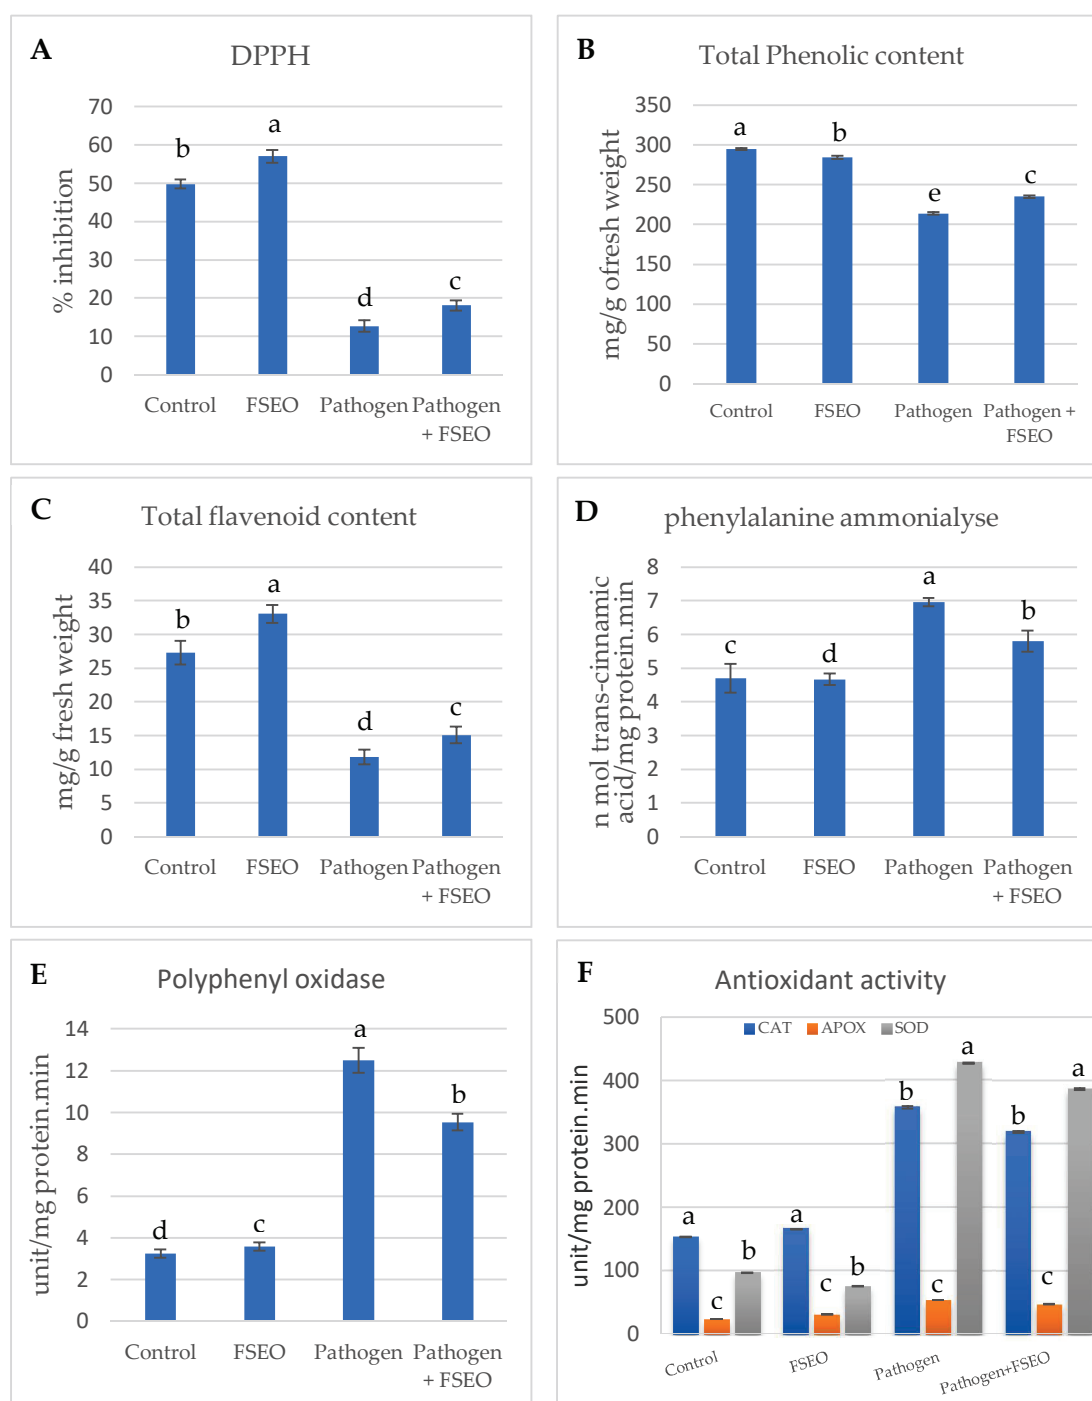 A
DPPH
70
60
50
40
30
20
10
0
% inhibition
b
a
d
c
Control
FSEO
Pathogen
Pathogen
+ FSEO
B
Total Phenolic content
350
300
250
200
150
100
50
0
mg/g ofresh weight
a
b
e
c
Control
FSEO
Pathogen
Pathogen +
FSEO
C
Total flavenoid content
40
35
30
25
20
15
10
5
0
mg/g fresh weight
b
a
d
c
Control
FSEO
Pathogen
Pathogen
+ FSEO
D
phenylalanine ammonialyse
8
7
6
5
4
3
2
1
0
n mol trans-cinnamic
acid/mg protein.min
c
d
a
b
Control
FSEO
Pathogen
Pathogen
+ FSEO
E
Polyphenyl oxidase
14
12
10
8
6
4
2
0
unit/mg protein.min
d
c
a
b
Control
FSEO
Pathogen
Pathogen
+ FSEO
F
Antioxidant activity
500
400
300
200
100
0
unit/mg protein.min
CAT
APOX
SOD
a
c
b
a
c
b
b
c
a
b
c
a
Control
FSEO
Pathogen
Pathogen+FSEO